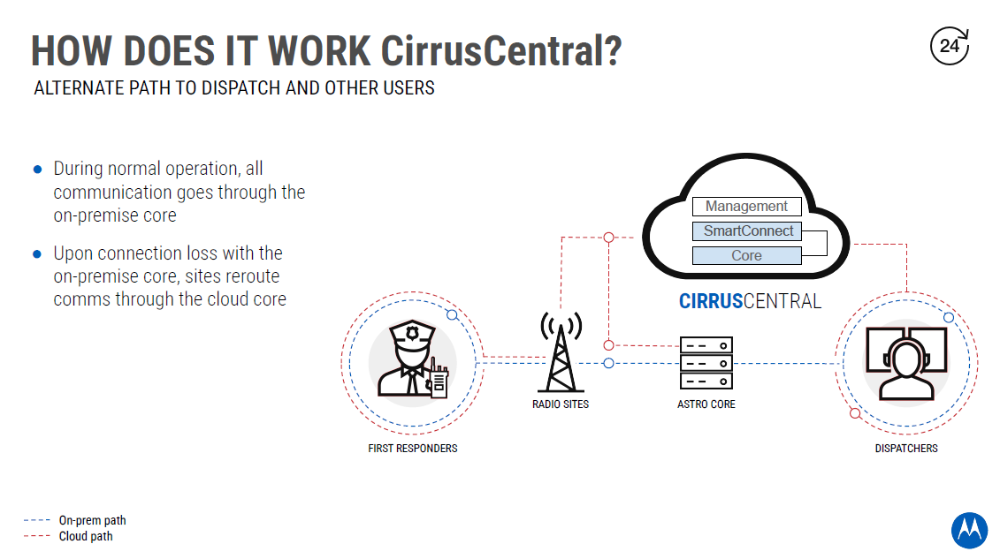 HOW DOES IT WORK CirrusCentral?
24
ALTERNATE PATH TO DISPATCH AND OTHER USERS
During normal operation, all
communication goes through the
on-premise core
Upon connection loss with the
on-premise core, sites reroute
comms through the cloud core
Management
SmartConnect
Core
CIRRUSCENTRAL
RADIO SITES
ASTRO CORE
FIRST RESPONDERS
DISPATCHERS
On-prem path
Cloud path